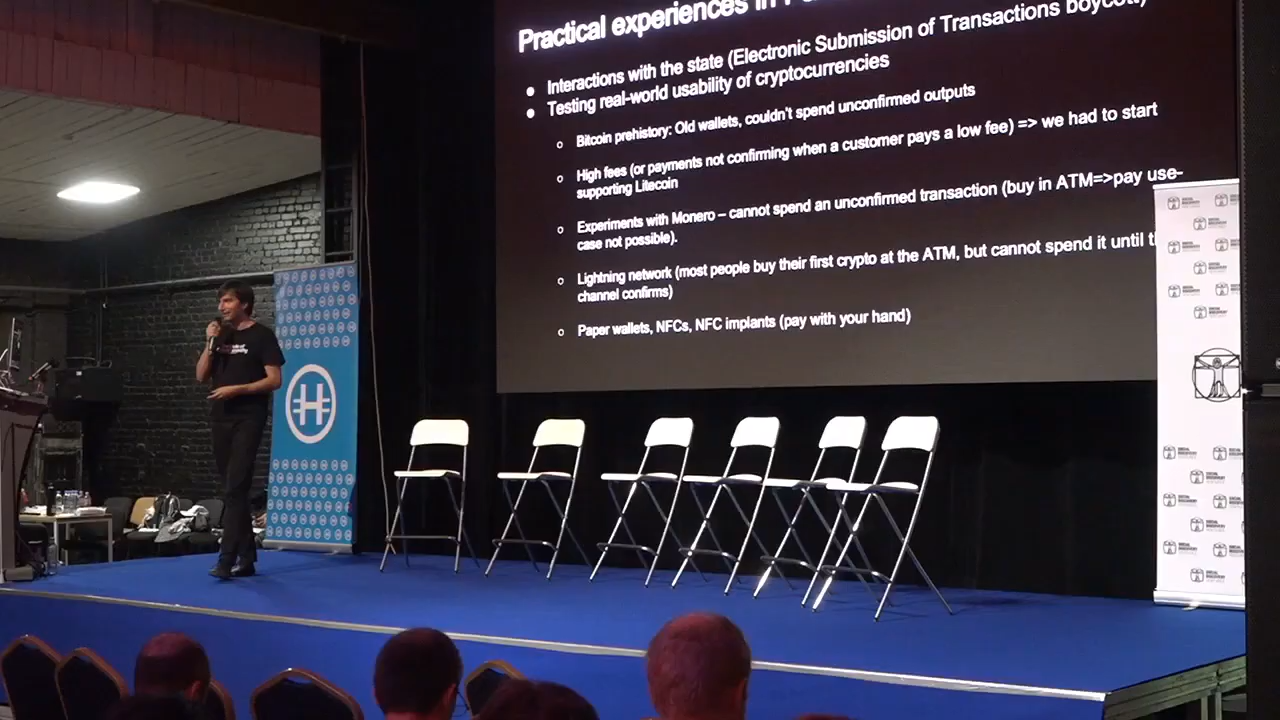 Practical experiences in
Interactions with the state (Electronic Submission of Transactions boycott)
Testing real-world usability of cryptocurrencies
Bitcoin prehistory: Old wallets, couldn't spend unconfirmed outputs
High fees (or payments not confirming when a customer pays a low fee) => we had to start
supporting Litecoin
Experiments with Monero – cannot spend an unconfirmed transaction (buy in ATM=>pay use-
case not possible).
Lightning network (most people buy their first crypto at the ATM, but cannot spend it until
channel confirms)
Paper wallets, NFCs, NFC implants (pay with your hand)
H